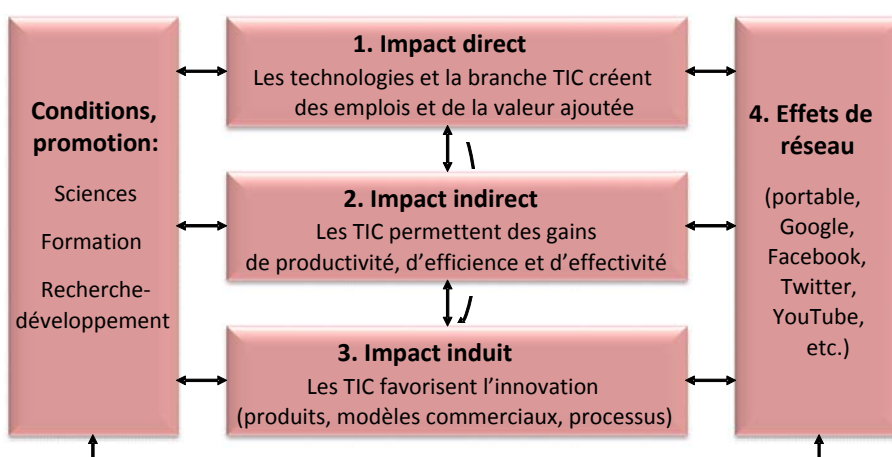 Conditions,
promotion:
Sciences
Formation
Recherche-
développement
1. Impact direct
Les technologies et la branche TIC créent
des emplois et de la valeur ajoutée
2. Impact indirect
Les TIC permettent des gains
de productivité, d’efficience et d’effectivité
3. Impact induit
Les TIC favorisent l’innovation
(produits, modèles commerciaux, processus)
4. Effets de
réseau
(portable,
Google,
Facebook,
Twitter,
YouTube,
etc.)